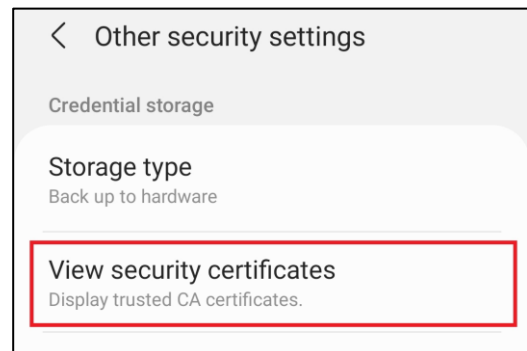 Other security settings
Credential storage
Storage type
Back up to hardware
View security certificates
Display trusted CA certificates.